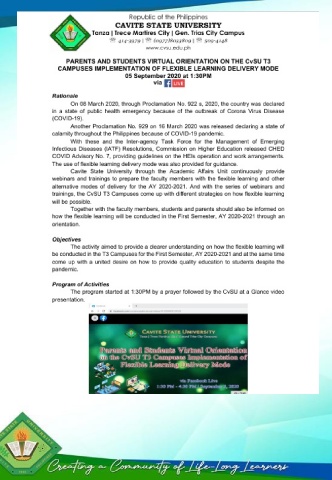 Republic of the Philippines
CAVITE STATE UNIVERSITY
Tanza | Trece Martires City | Gen. Trias City Campus
☏ 414-3979 | ☏ | ☏ 509-4148
www.cvsu.edu.ph
PARENTS AND STUDENTS VIRTUAL ORIENTATION ON THE CvSU T3
CAMPUSES IMPLEMENTATION OF FLEXIBLE LEARNING DELIVERY MODE
05 September 2020 at 1:30PM
via f LIVE
Rationale
On 08 March 2020, through Proclamation No. 922 s, 2020, the country was declared
in a state of public health emergency because of the outbreak of Corona Virus Disease
(COVID-19).
Another Proclamation No. 929 on 16 March 2020 was released declaring a state of
calamity throughout the Philippines because of COVID-19 pandemic.
With these and the Inter-agency Task Force for the Management of Emerging
Infectious Diseases (IATF) Resolutions, Commission on Higher Education released CHED
COVID Advisory No. 7, providing guidelines on the HEIs operation and work arrangements.
The use of flexible learning delivery mode was also provided for guidance.
Cavite State University through the Academic Affairs Unit continuously provide
webinars and trainings to prepare the faculty members with the flexible learning and other
alternative modes of delivery for the AY 2020-2021. And with the series of webinars and
trainings, the CvSU T3 Campuses come up with different strategies on how flexible learning
will be possible.
Together with the faculty members, students and parents should also be informed on
how the flexible learning will be conducted in the First Semester, AY 2020-2021 through an
orientation.
Objectives
The activity aimed to provide a clearer understanding on how the flexible learning will
be conducted in the T3 Campuses for the First Semester, AY 2020-2021 and at the same time
come up with a united desire on how to provide quality education to students despite the
pandemic.
Program of Activities
The program started at 1:30PM by a prayer followed by the CvSU at a Glance video
presentation.
CAVITE STATE UNIVERSITY
Parents and Students Virtual Orientation
on the CvSU T3 Campuses Implementation of
Flexible Learning Delivery Mode
via Facebook Live
1:30 PM - 4:30 PM | September 5, 2020
Creating a Community of Life-Long Learners